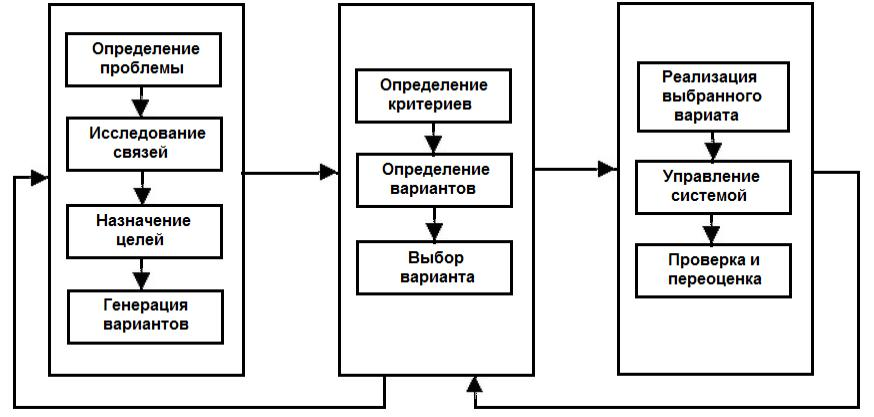 Определение
проблемы
Исследование
связей
Назначение
целей
Генерация
вариантов
Определение
критериев
Определение
вариантов
Выбор
варианта
Реализация
выбранного
вариата
Управление
системой
Проверка и
переоценка